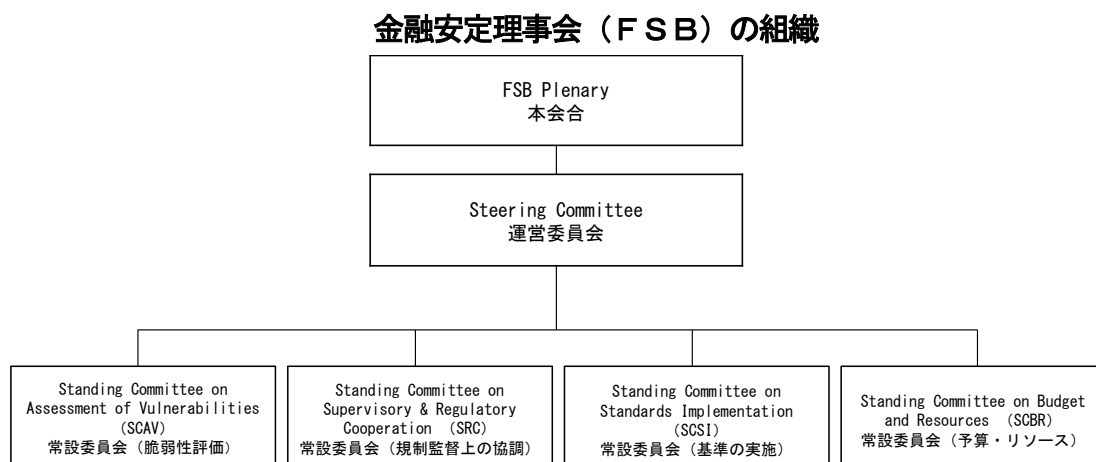 金融安定理事会（ＦＳＢ）の組織
FSB Plenary
本会合
Steering Committee
運営委員会
Standing Committee on
Assessment of Vulnerabilities
(SCAV)
常設委員会（脆弱性評価）
Standing Committee on
Supervisory & Regulatory
Cooperation （SRC）
常設委員会（規制監督上の協調）
Standing Committee on
Standards Implementation
(SCSI)
常設委員会（基準の実施）
Standing Committee on Budget
and Resources （SCBR）
常設委員会（予算・リソース）